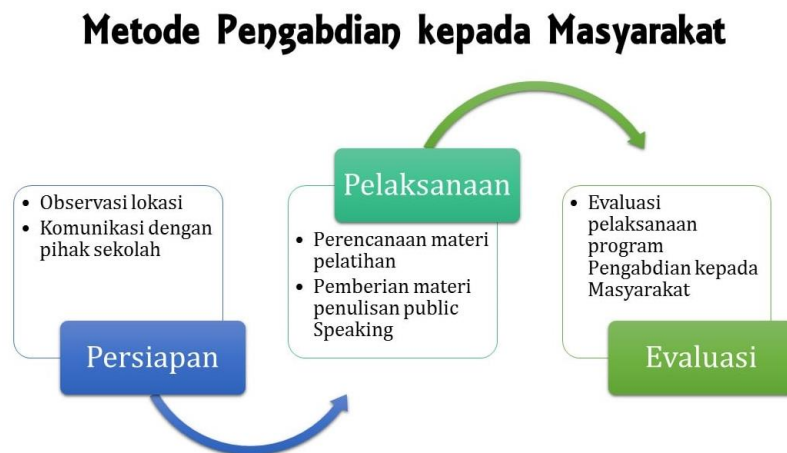 Metode Pengabdian kepada Masyarakat
• Observasi lokasi
• Komunikasi dengan
pihak sekolah
Persiapan
Pelaksanaan
• Perencanaan materi
pelatihan
• Pemberian materi
penulisan public
Speaking
• Evaluasi
pelaksanaan
program
Pengabdian kepada
Masyarakat
Evaluasi